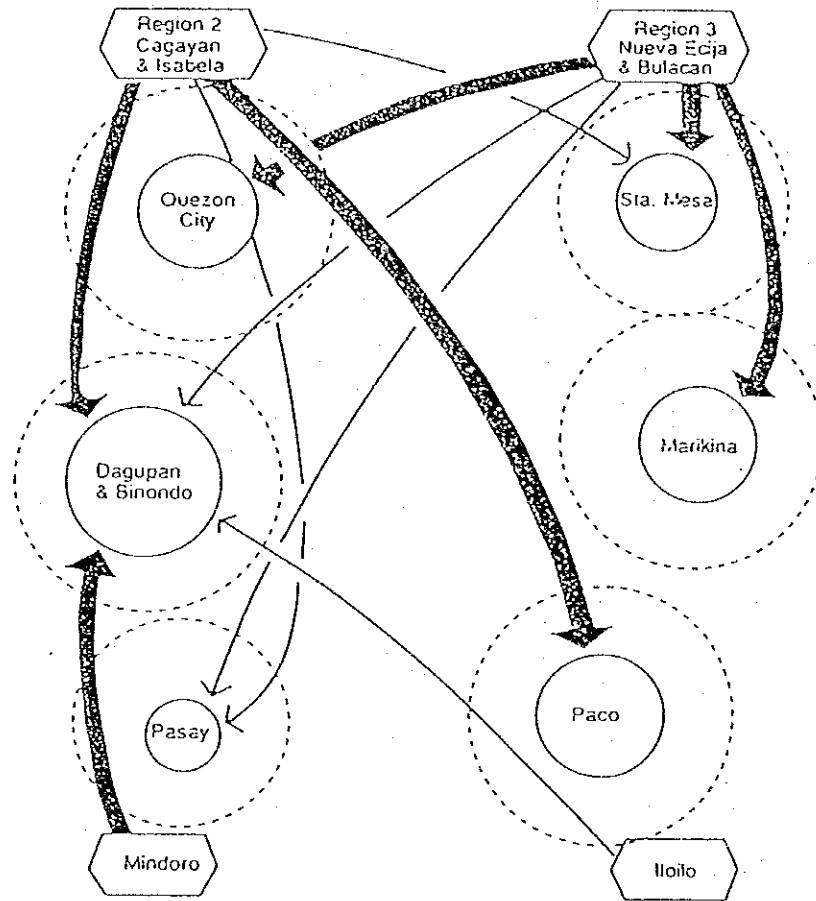 Region 2
Cagayan
& Isabela
Region 3
Nueva Ecija
& Bulacan
Quezon
City
Sta. Mesa
Dagupan
& Binondo
Marikina
Pasay
Paco
Mindoro
Iloilo